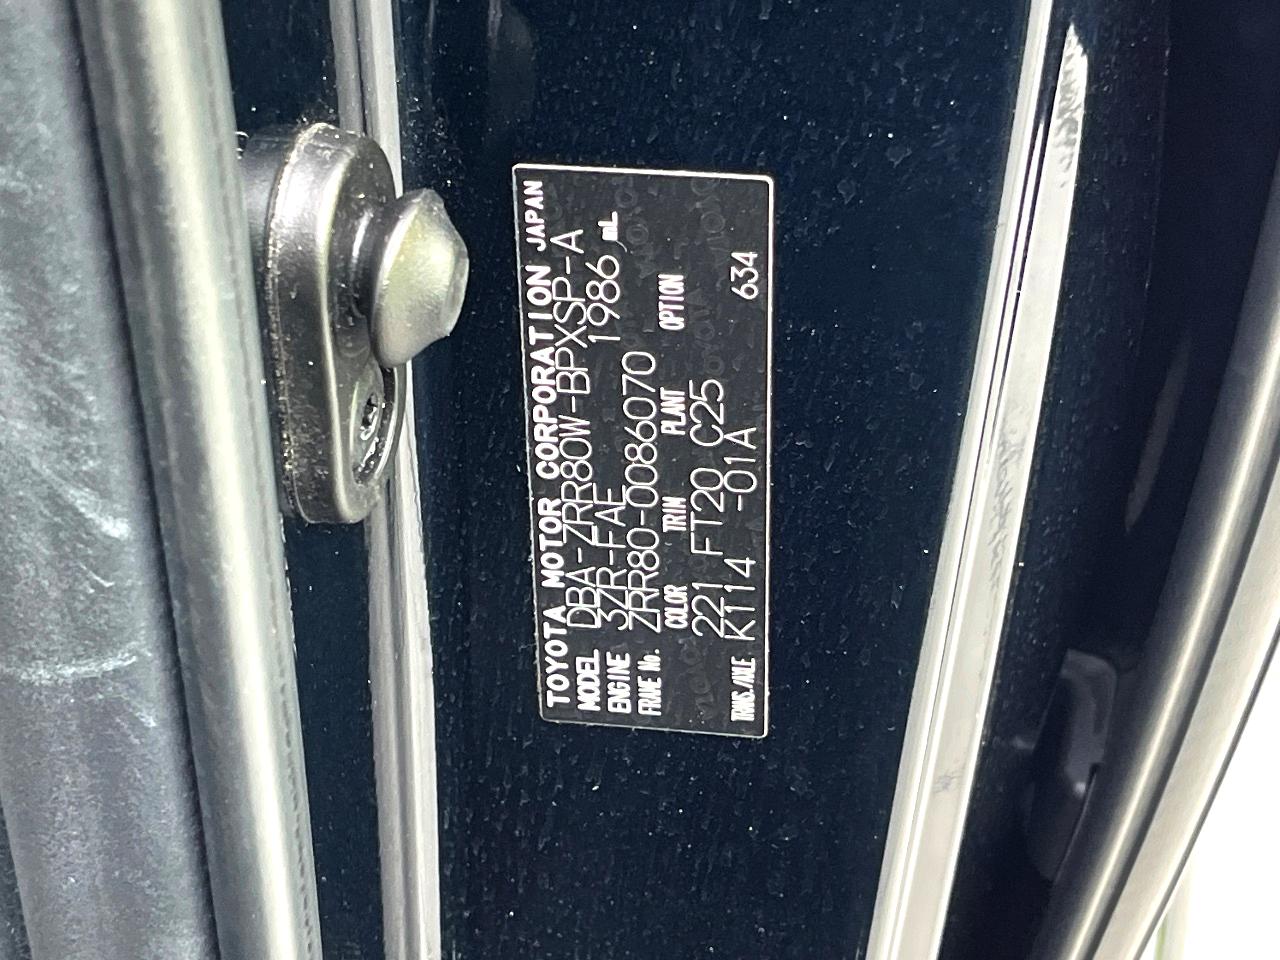 TOYOTA MOTOR CORPORATION JAPAN
MODEL DBA-ZRR80W-BPXSP-A
ENGINE 3ZR-FAE 1986 mL
FRAME No. ZRR80-0086070
COLOR TRIM PLANT OPTION
221 FT20 C25
TRANS./AXLE K114 -01A 634